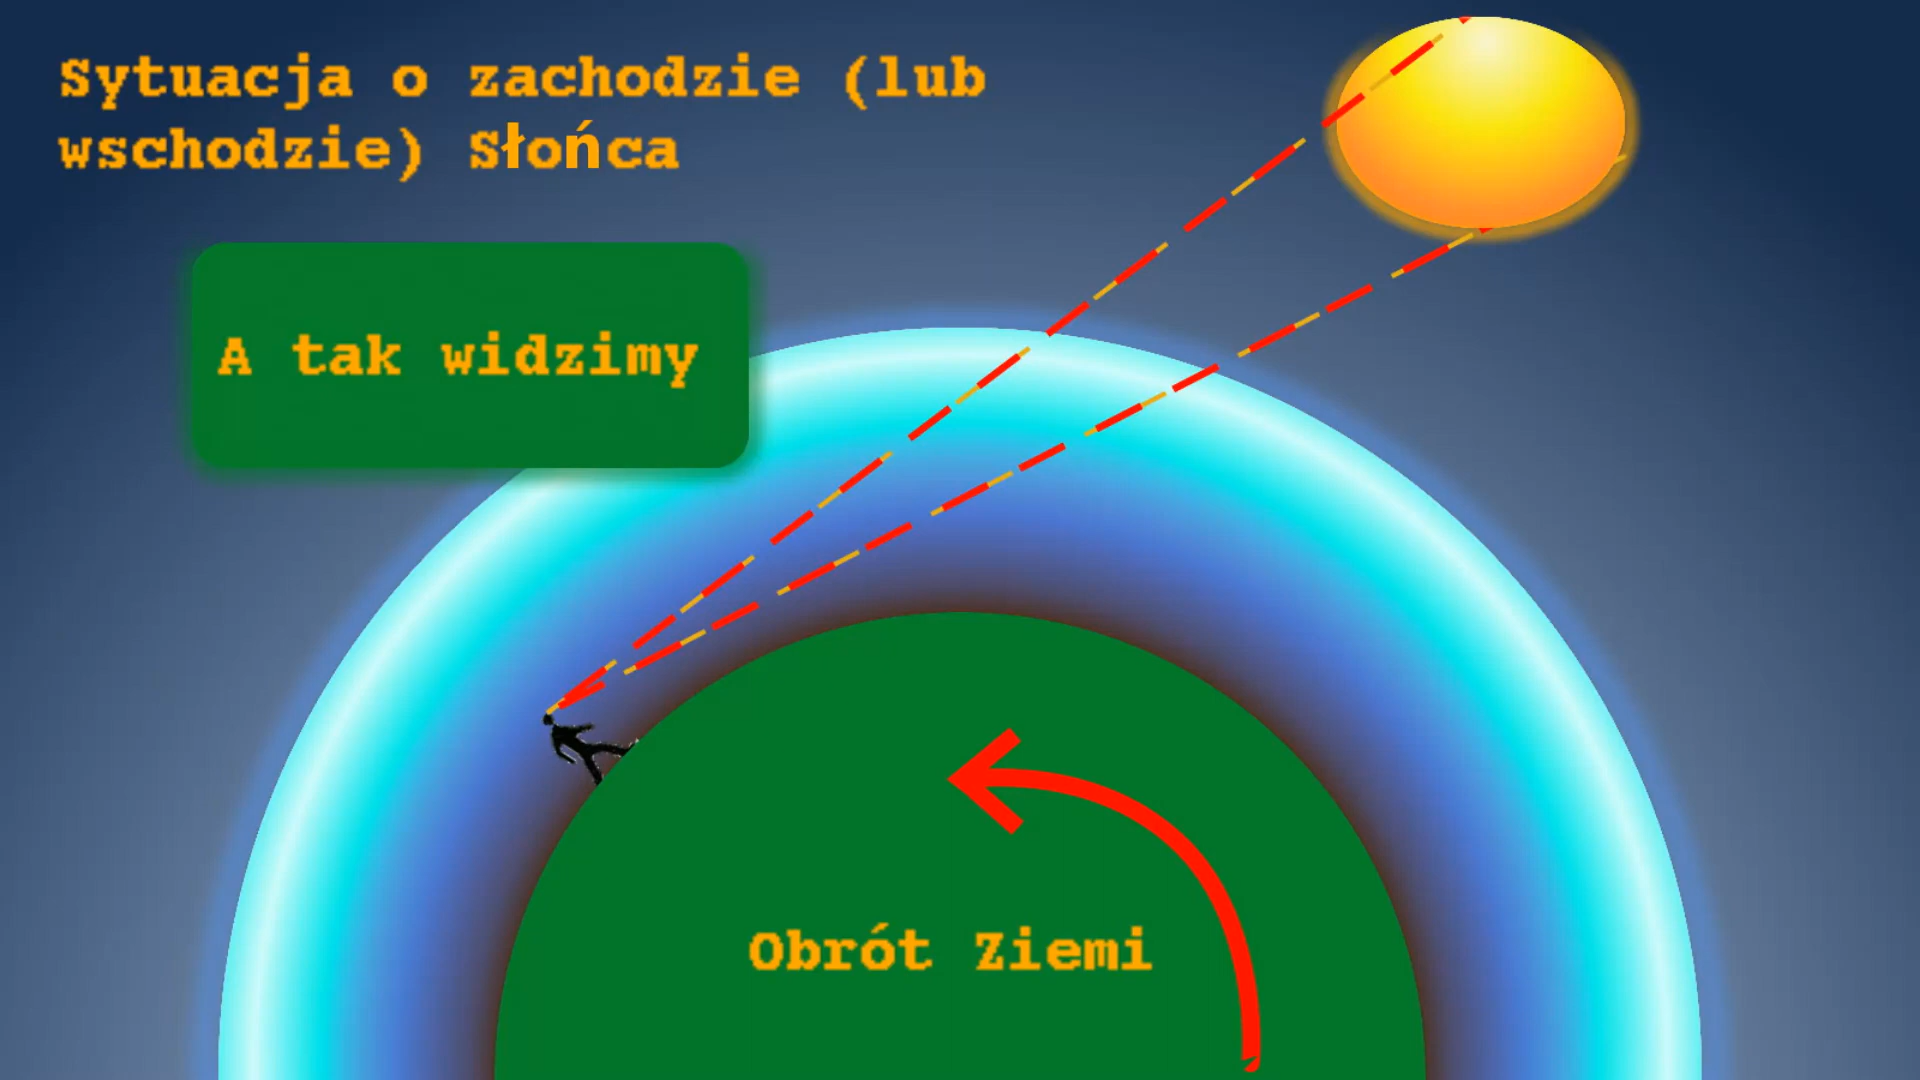 Sytuacja o zachodzie (lub
wschodzie) Słońca
A tak widzimy
Obrót Ziemi